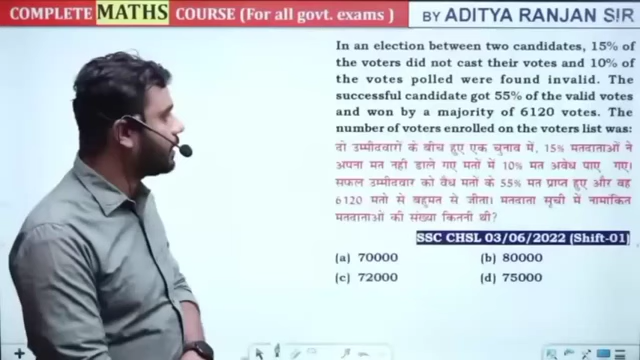 COMPLETE MATHS COURSE (For all govt. exams)
BY ADITYA RANJAN SIR
In an election between two candidates, 15% of
the voters did not cast their votes and 10% of
the votes polled were found invalid. The
successful candidate got 55% of the valid votes
and won by a majority of 6120 votes. The
number of voters enrolled on the voters list was:
दो उम्मीदवारों के बीच हुए एक चुनाव में, 15% मतदाताओं ने
अपना मत नहीं डाले गए मतों में 10% मत अवैध पाए गए।
सफल उम्मीदवार को वैध मतों के 55% मत प्राप्त हुए और वह
6120 मतों से बहुमत से जीता। मतदाता सूची में नामांकित
मतदाताओं की संख्या कितनी थी?
SSC CHSL 03/06/2022 (Shift-01)
(a) 70000 (b) 80000
(c) 72000 (d) 75000